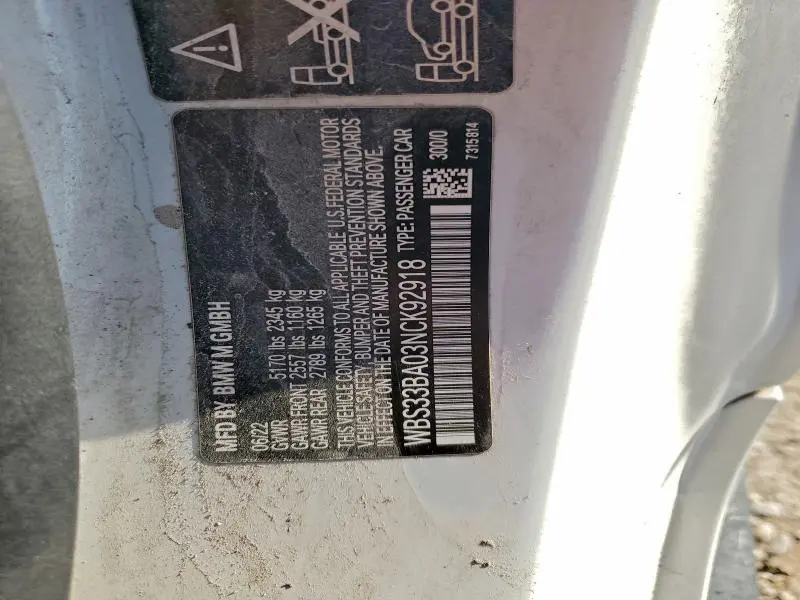 MFD BY: BMW M GMBH
06/22
GVWR 5170 lbs 2345 kg
GAWR FRONT 2557 lbs 1160 kg
GAWR REAR 2789 lbs 1265 kg
THIS VEHICLE CONFORMS TO ALL APPLICABLE U.S. FEDERAL MOTOR
VEHICLE SAFETY, BUMPER AND THEFT PREVENTION STANDARDS
IN EFFECT ON THE DATE OF MANUFACTURE SHOWN ABOVE.
WBS33BA03NCK92918 TYPE: PASSENGER CAR
300/0
7315814